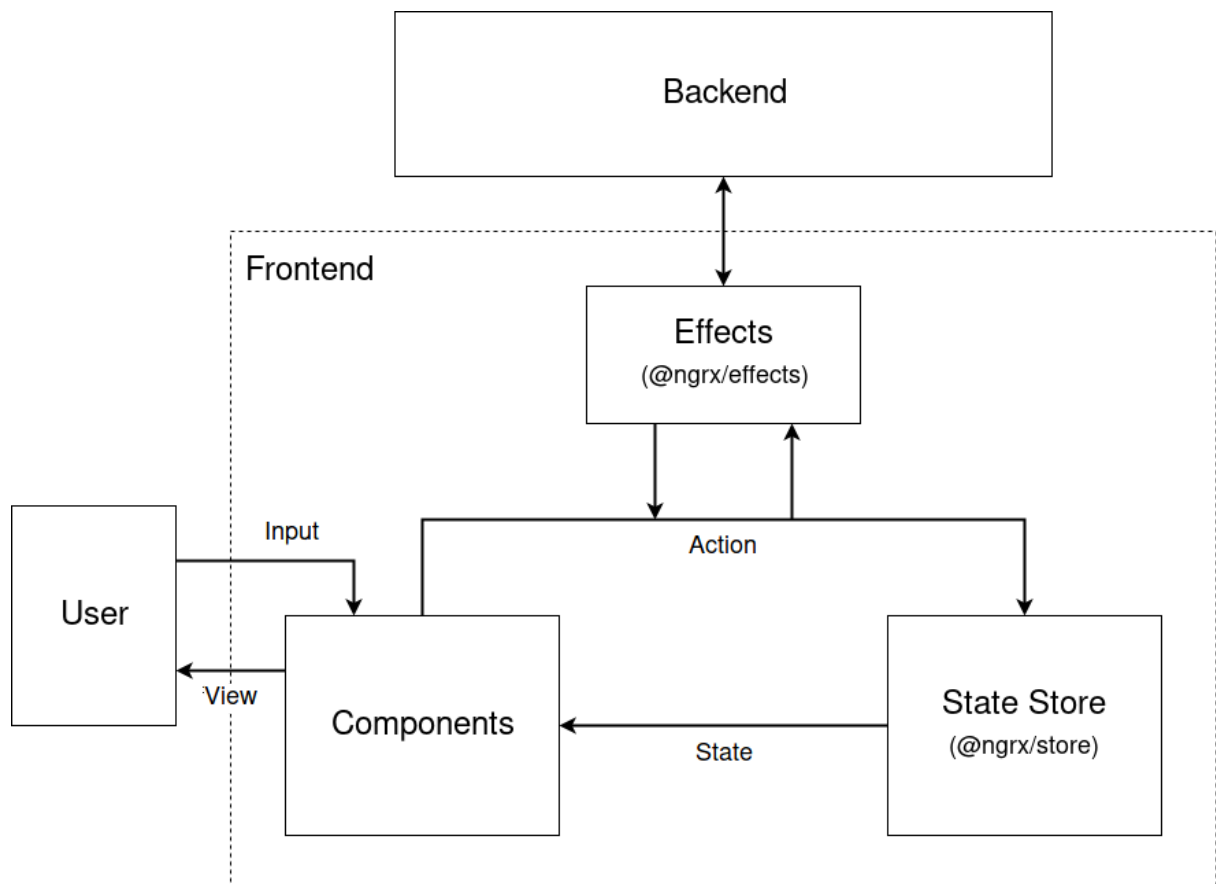 Backend
Frontend
Effects
(@ngrx/effects)
Input
Action
User
View
Components
State Store
(@ngrx/store)
State